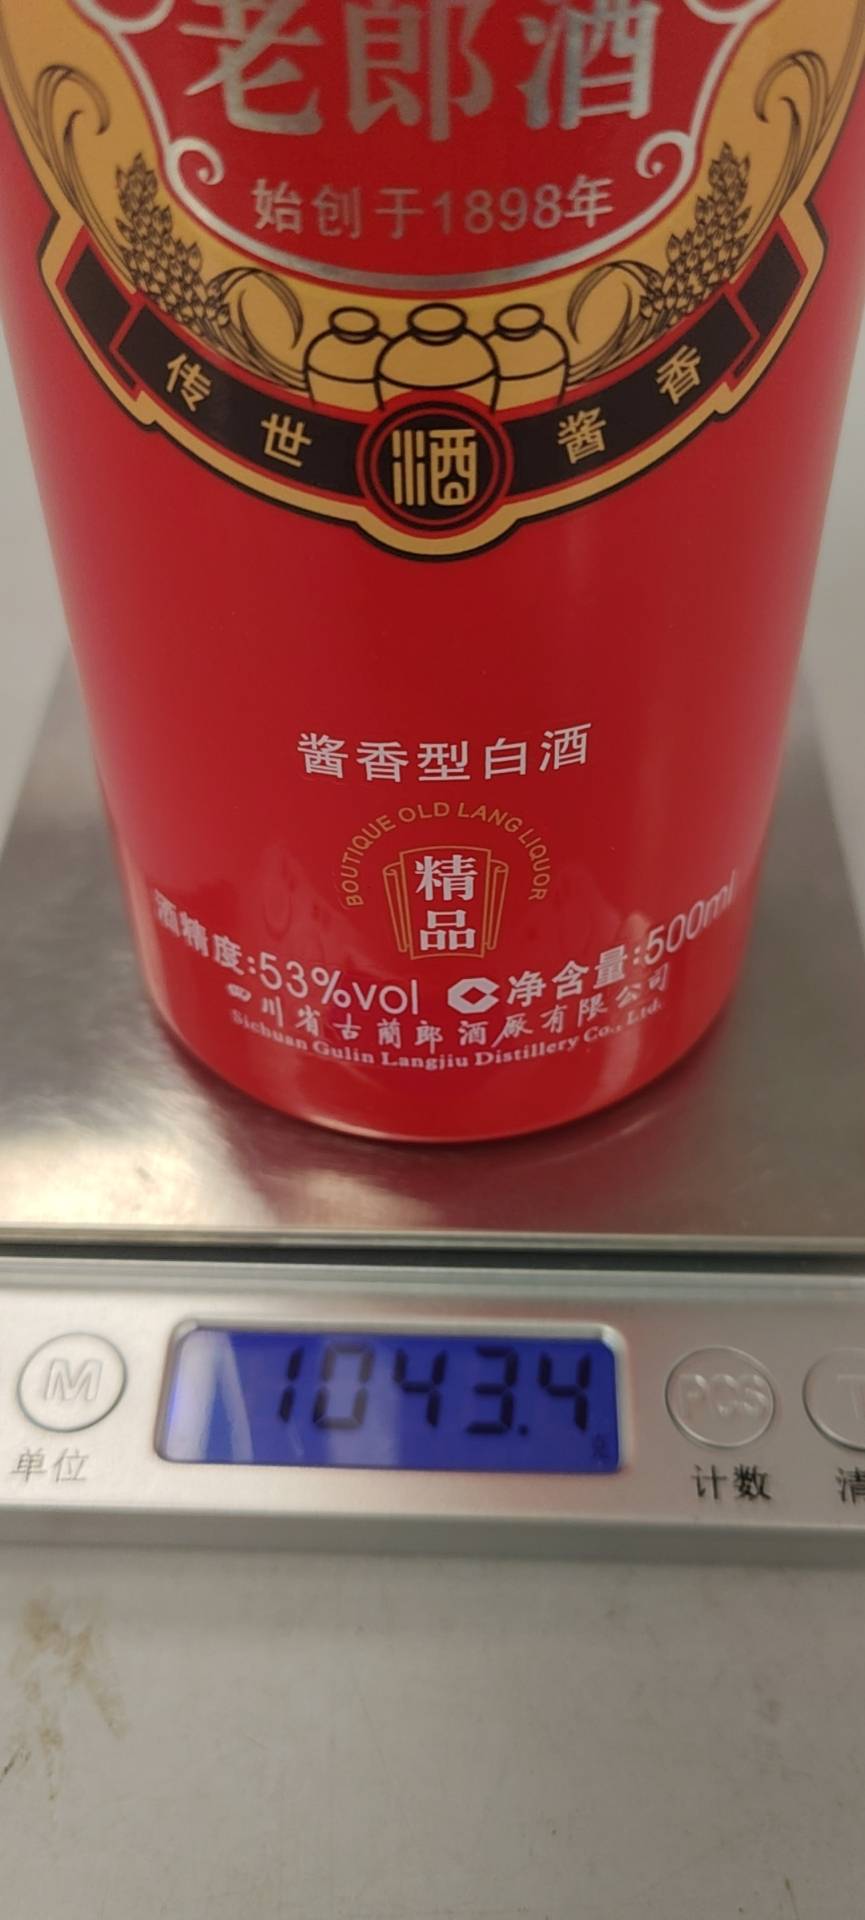 老郎酒
始创于1898年
传世酱香
酒
酱香型白酒
BOUTIQUE OLD LANG LIQUOR
精品
酒精度:53%vol 净含量:500ml
四川省古蔺郎酒厂有限公司
Sichuan Gulin Langjiu Distillery Co., Ltd.
1043.4
克
M PCS T
单位 计数 清